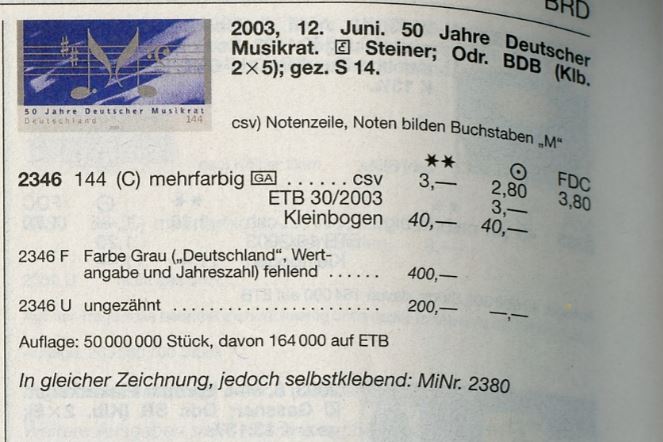 BRD
2003, 12. Juni. 50 Jahre Deutscher
Musikrat. E Steiner; Odr. BDB (Klb.
2×5); gez. S 14.
50 Jahre Deutscher Musikrat
Deutschland 144
csv) Notenzeile, Noten bilden Buchstaben „M“
** ⊙ FDC
2346 144 (C) mehrfarbig GA ...... csv 3,— 2,80 3,80
ETB 30/2003 3,—
Kleinbogen 40,— 40,—
2346 F Farbe Grau („Deutschland“, Wert-
angabe und Jahreszahl) fehlend ...... 400,—
2346 U ungezähnt ........................ 200,— —,—
Auflage: 50 000 000 Stück, davon 164 000 auf ETB
In gleicher Zeichnung, jedoch selbstklebend: MiNr. 2380